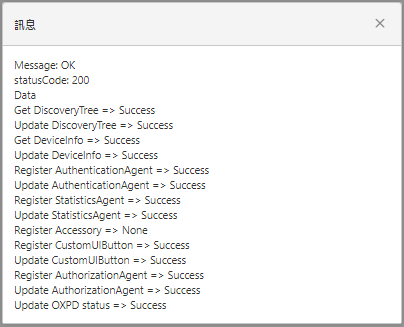 訊息
Message: OK
statusCode: 200
Data
Get DiscoveryTree => Success
Update DiscoveryTree => Success
Get DeviceInfo => Success
Update DeviceInfo => Success
Register AuthenticationAgent => Success
Update AuthenticationAgent => Success
Register StatisticsAgent => Success
Update StatisticsAgent => Success
Register Accessory => None
Register CustomUIButton => Success
Update CustomUIButton => Success
Register AuthorizationAgent => Success
Update AuthorizationAgent => Success
Update OXPD status => Success